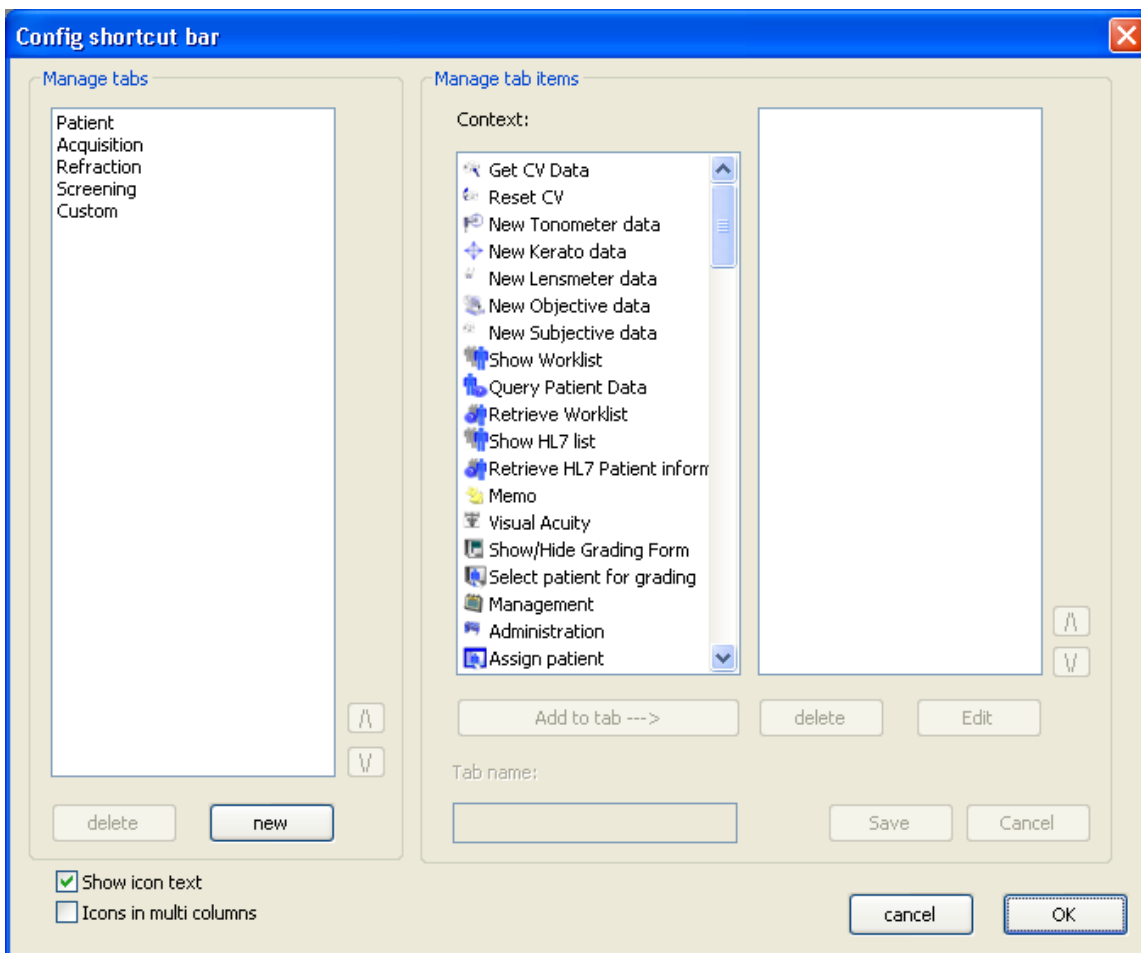 Config shortcut bar
Manage tabs
Patient
Acquisition
Refraction
Screening
Custom
/\
\/
delete
new
Manage tab items
Context:
Get CV Data
Reset CV
New Tonometer data
New Kerato data
New Lensmeter data
New Objective data
New Subjective data
Show Worklist
Query Patient Data
Retrieve Worklist
Show HL7 list
Retrieve HL7 Patient inform
Memo
Visual Acuity
Show/Hide Grading Form
Select patient for grading
Management
Administration
Assign patient
/\
\/
Add to tab --->
delete
Edit
Tab name:
Save
Cancel
Show icon text
Icons in multi columns
cancel
OK